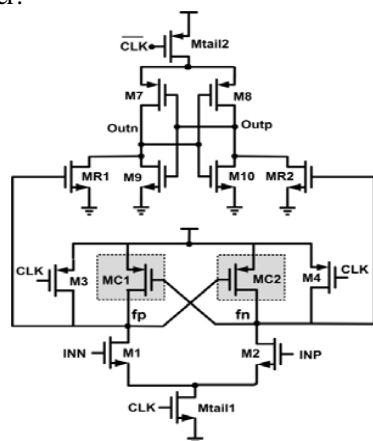 er.
CLK
Mtail2
M7
M8
Outn
Outp
MR1
M9
M10
MR2
CLK
M3
MC1
MC2
M4
CLK
fp
fn
INN
M1
M2
INP
CLK
Mtail1